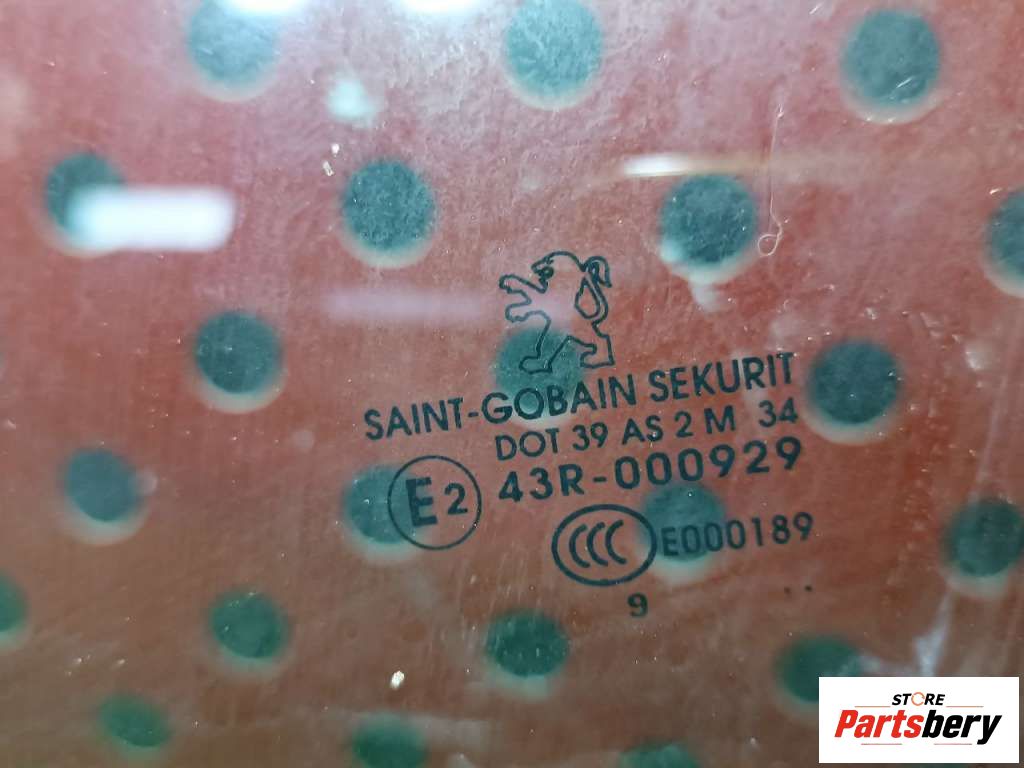 SAINT-GOBAIN SEKURIT
DOT 39 AS 2 M 34
E2 43R-000929
CCC E000189
9 ..
STORE
Partsbery